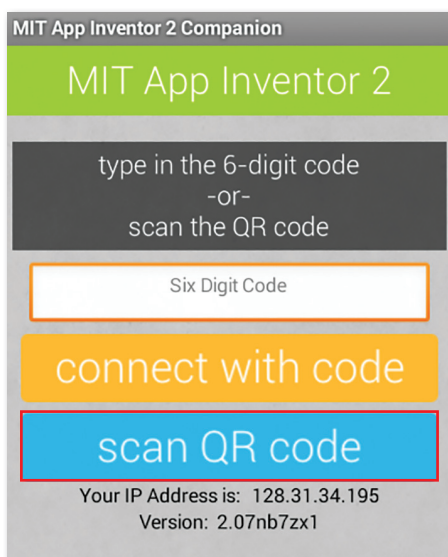 MIT App Inventor 2 Companion
MIT App Inventor 2
type in the 6-digit code
-or-
scan the QR code
Six Digit Code
connect with code
scan QR code
Your IP Address is: 128.31.34.195
Version: 2.07nb7zx1